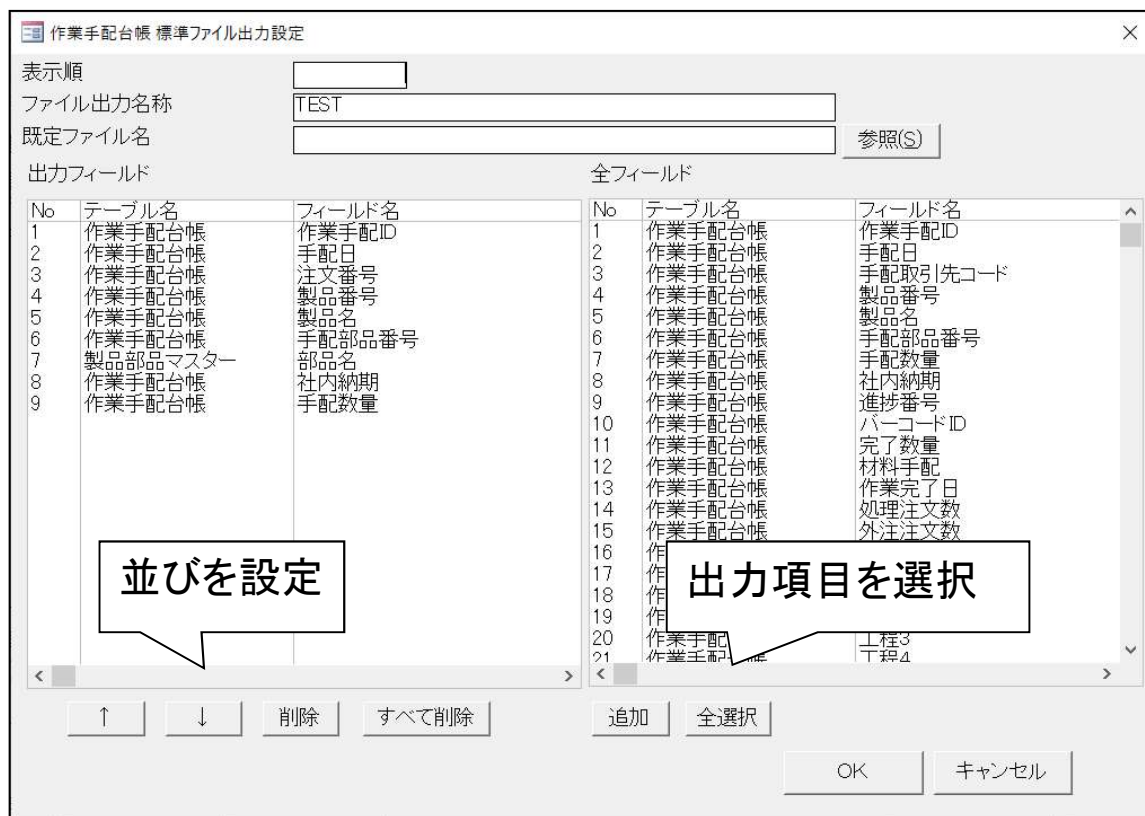 作業手配台帳 標準ファイル出力設定
表示順
ファイル出力名称 TEST
既定ファイル名 参照(S)
出力フィールド
No テーブル名 フィールド名
1 作業手配台帳 作業手配ID
2 作業手配台帳 手配日
3 作業手配台帳 注文番号
4 作業手配台帳 製品番号
5 作業手配台帳 製品名
6 作業手配台帳 手配部品番号
7 製品部品マスター 部品名
8 作業手配台帳 社内納期
9 作業手配台帳 手配数量
並びを設定
↑ ↓ 削除 すべて削除
全フィールド
No テーブル名 フィールド名
1 作業手配台帳 作業手配ID
2 作業手配台帳 手配日
3 作業手配台帳 手配取引先コード
4 作業手配台帳 製品番号
5 作業手配台帳 製品名
6 作業手配台帳 手配部品番号
7 作業手配台帳 手配数量
8 作業手配台帳 社内納期
9 作業手配台帳 進捗番号
10 作業手配台帳 バーコードID
11 作業手配台帳 完了数量
12 作業手配台帳 材料手配
13 作業手配台帳 作業完了日
14 作業手配台帳 処理注文数
15 作業手配台帳 外注注文数
16 作
17 作
18 作
19 作
20 作業手配 工程3
21 作業手配台帳 工程4
出力項目を選択
追加 全選択
OK キャンセル